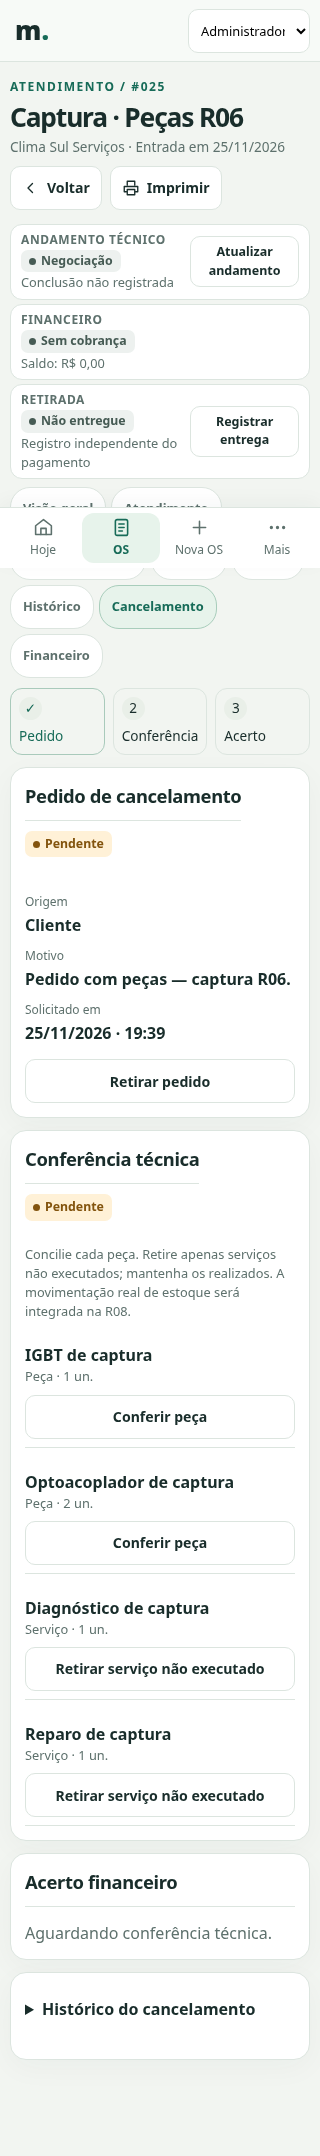 m.
Administrador
ATENDIMENTO / #025
Captura · Peças R06
Clima Sul Serviços · Entrada em 25/11/2026
Voltar
Imprimir
ANDAMENTO TÉCNICO
Negociação
Conclusão não registrada
Atualizar
andamento
FINANCEIRO
Sem cobrança
Saldo: R$ 0,00
RETIRADA
Não entregue
Registro independente do
pagamento
Registrar
entrega
Visão geral
Atendimento
Hoje
OS
Nova OS
Mais
Histórico
Cancelamento
Financeiro
✓
Pedido
2
Conferência
3
Acerto
Pedido de cancelamento
Pendente
Origem
Cliente
Motivo
Pedido com peças — captura R06.
Solicitado em
25/11/2026 · 19:39
Retirar pedido
Conferência técnica
Pendente
Concilie cada peça. Retire apenas serviços
não executados; mantenha os realizados. A
movimentação real de estoque será
integrada na R08.
IGBT de captura
Peça · 1 un.
Conferir peça
Optoacoplador de captura
Peça · 2 un.
Conferir peça
Diagnóstico de captura
Serviço · 1 un.
Retirar serviço não executado
Reparo de captura
Serviço · 1 un.
Retirar serviço não executado
Acerto financeiro
Aguardando conferência técnica.
Histórico do cancelamento